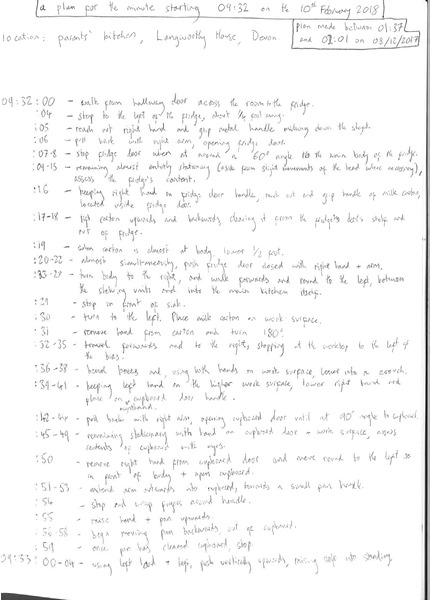 a plan for the minute starting 09:32 on the 10th February 2018
plan made between 01:37
and 02:01 on 03/12/2017
location: parents' kitchen, Langworthy House, Devon
09:32:00 - walk from hallway door across the room to the fridge.
:04 - stop to the left of the fridge, about 1/2 foot away.
:05 - reach out right hand and grip metal handle midway down the
:06 - pull back with right arm, opening fridge door.
:07-8 - stop fridge door when at around a 60° angle to the main body of the fridge.
:09-15 - remaining almost entirely stationary (aside from slight movements of the head where necessary),
assess the fridge's content.
:16 - keeping right hand on fridge door handle, reach out and grip handle of milk carton,
located inside fridge door.
:17-18 - lift carton upwards and backwards, clearing it from the fridge's door's shelf and
out of fridge.
:19 - when carton is almost at body, lower 1/2 foot.
:20-22 - almost simultaneously, push fridge door closed with right hand + arm.
:23-28 - turn body to the right, and walk forwards and round to the left, between
the shelving units and into the main kitchen itself.
:29 - stop in front of sink.
:30 - turn to the left. Place milk carton on work surface.
:31 - remove hand from carton and turn 180°.
:32-35 - forwards and to the right, stopping at the worktop to the left of
the
:36-38 - bend knees and, using both hands on work surface, lower into a crouch.
:39-41 - keeping left hand on the higher work surface, lower right hand and
place on cupboard door handle.
:42-44 - pull back with right arm, opening cupboard door until at 90° angle to cupboard.
:45-49 - remaining stationary with hand on cupboard door + work surface, assess
contents of cupboard with eyes.
:50 - remove right hand from cupboard door and move round to the left so
in front of body + open cupboard.
:51-53 - extend arm outwards into cupboard, towards a small pan handle.
:54 - stop and wrap fingers around handle.
:55 - raise hand + pan upwards.
:56-58 - begin moving pan backwards, out of cupboard.
:59 - once pan has cleared cupboard, stop.
09:33:00-04 - using left hand + legs, push vertically upwards, raising self into standing.